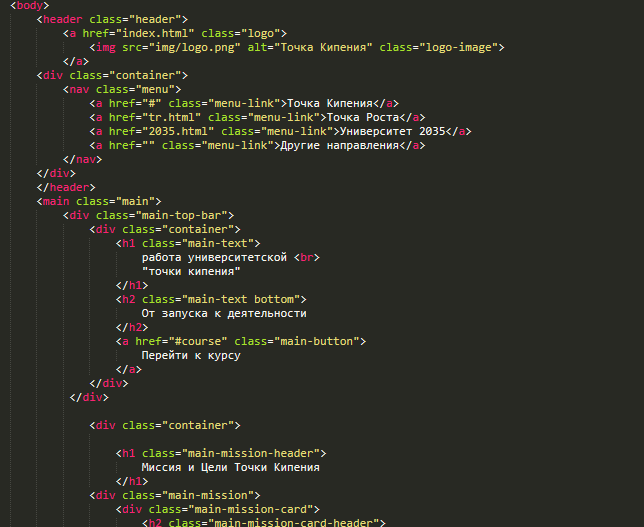 <body>
<header class="header">
<a href="index.html" class="logo">
<img src="img/logo.png" alt="Точка Кипения" class="logo-image">
</a>
<div class="container">
<nav class="menu">
<a href="#" class="menu-link">Точка Кипения</a>
<a href="tr.html" class="menu-link">Точка Роста</a>
<a href="2035.html" class="menu-link">Университет 2035</a>
<a href="" class="menu-link">Другие направления</a>
</nav>
</div>
</header>
<main class="main">
<div class="main-top-bar">
<div class="container">
<h1 class="main-text">
работа университетской <br>
"точки кипения"
</h1>
<h2 class="main-text bottom">
От запуска к деятельности
</h2>
<a href="#course" class="main-button">
Перейти к курсу
</a>
</div>
</div>
<div class="container">
<h1 class="main-mission-header">
Миссия и Цели Точки Кипения
</h1>
<div class="main-mission">
<div class="main-mission-card">
<h2 class="main-mission-card-header">